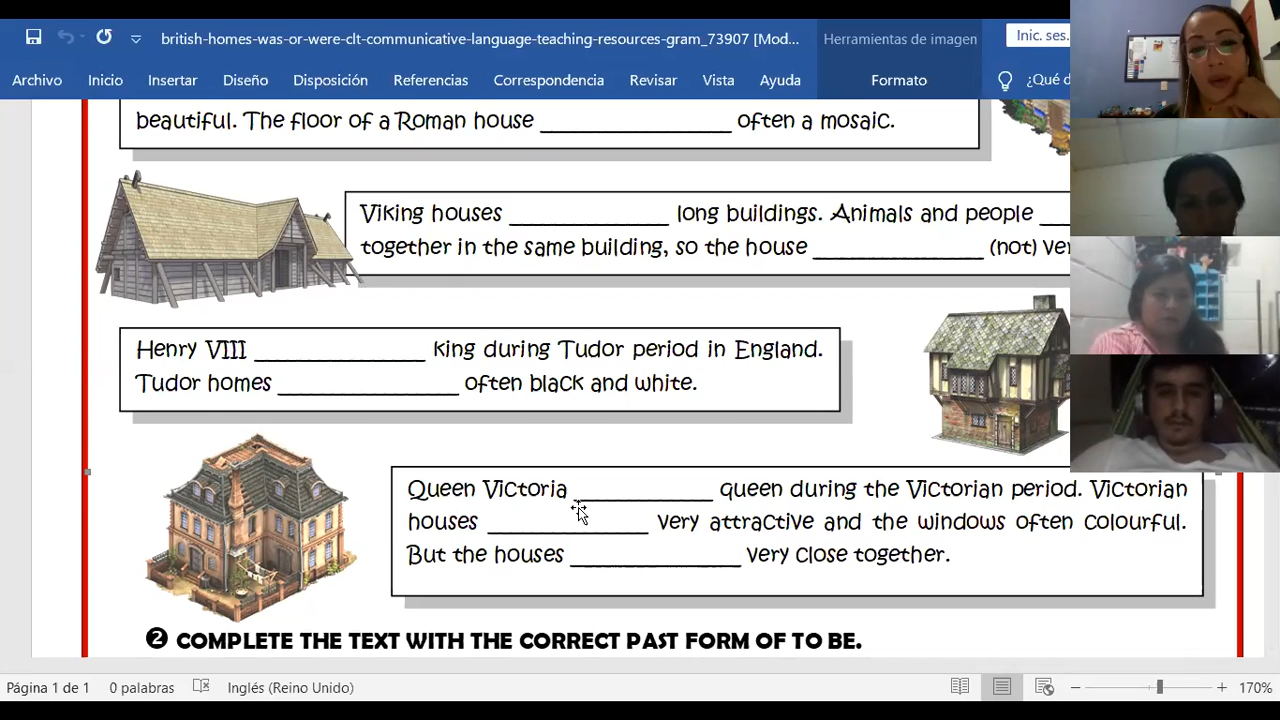 british-homes-was-or-were-clt-communicative-language-teaching-resources-gram_73907 [Mod...
Herramientas de imagen
Inic. ses.
Archivo Inicio Insertar Diseño Disposición Referencias Correspondencia Revisar Vista Ayuda Formato ¿Qué d
beautiful. The floor of a Roman house ________________ often a mosaic.
Viking houses ______________ long buildings. Animals and people ___
together in the same building, so the house _______________ (not) ver
Henry VIII _______________ king during Tudor period in England.
Tudor homes ________________ often black and white.
Queen Victoria ____________ queen during the Victorian period. Victorian
houses ______________ very attractive and the windows often colourful.
But the houses _______________ very close together.
❷ COMPLETE THE TEXT WITH THE CORRECT PAST FORM OF TO BE.
Página 1 de 1 0 palabras Inglés (Reino Unido) 170%